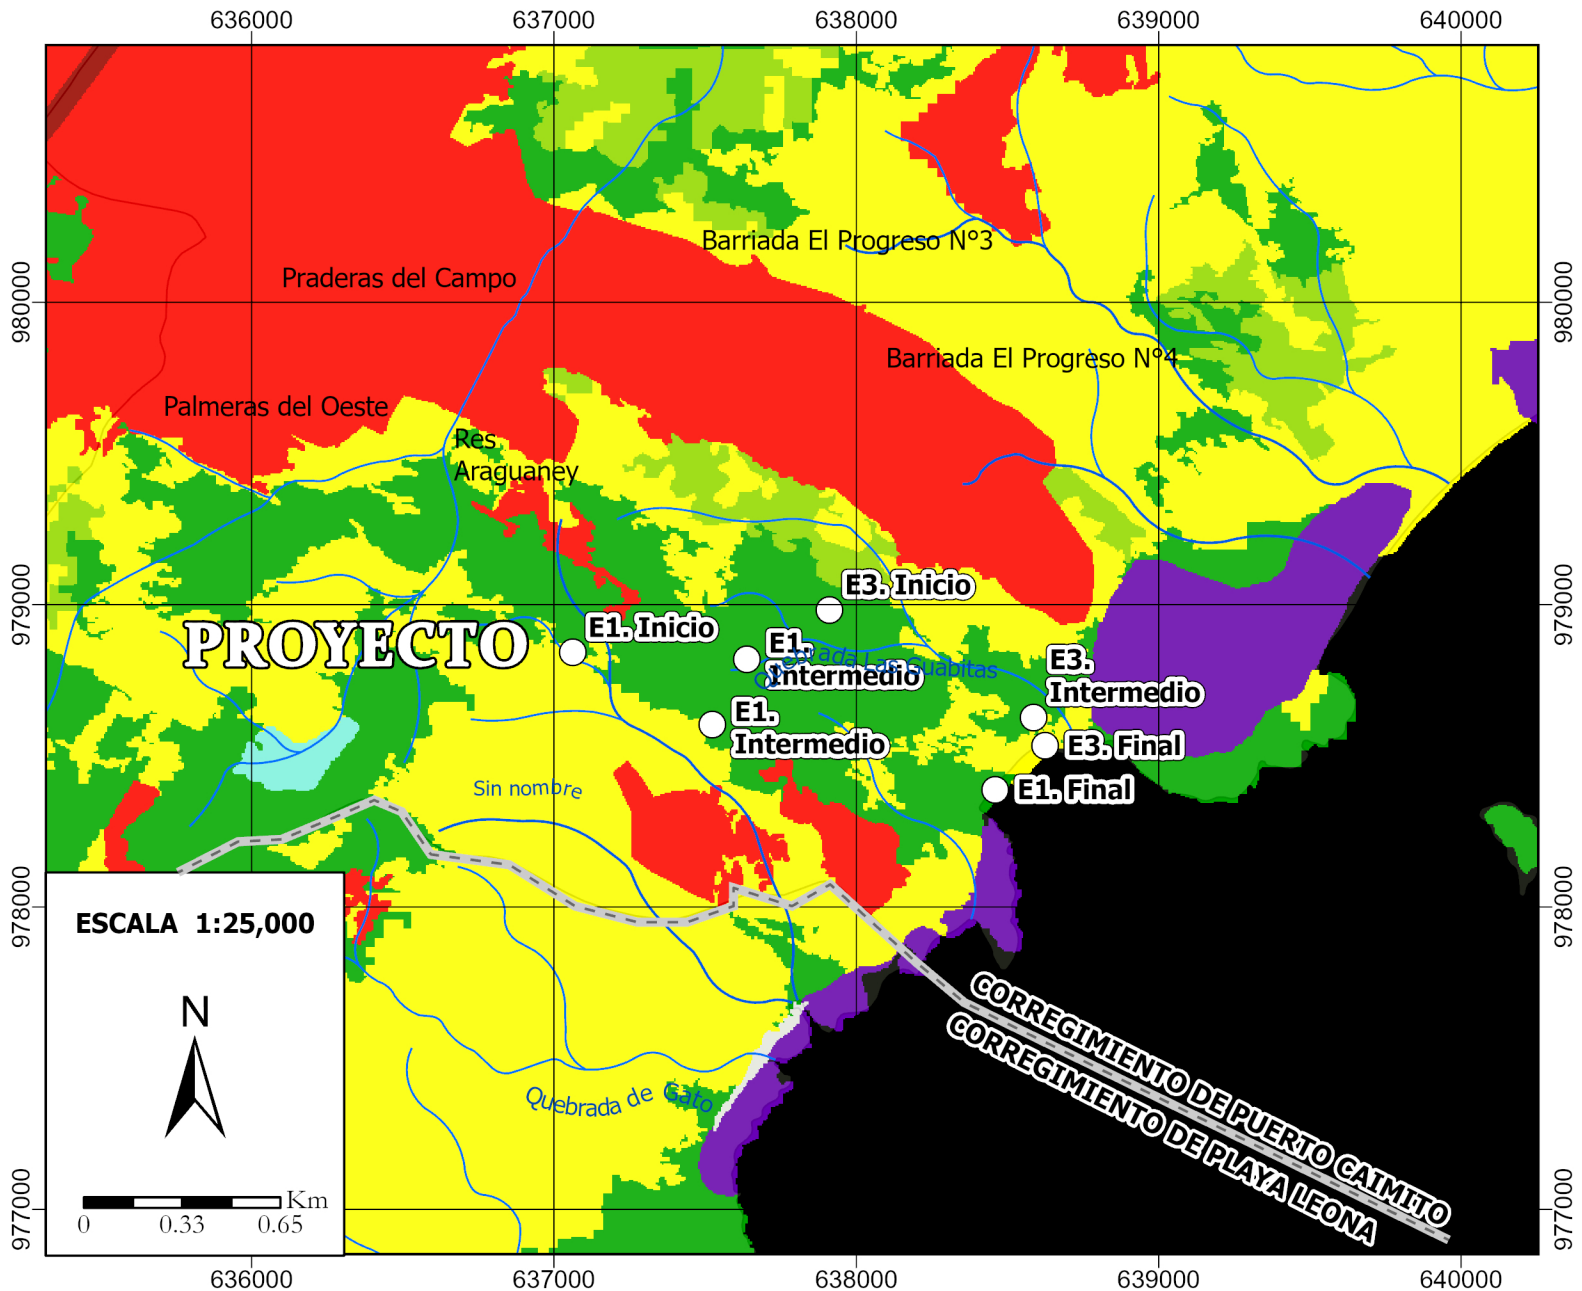 636000
637000
638000
639000
640000
Barriada El Progreso N°3
Praderas del Campo
980000
980000
Barriada El Progreso N°4
Palmeras del Oeste
Res
Araguaney
979000
979000
E3. Inicio
E1. Inicio
PROYECTO
E1.
Intermedio
Quebrada Las Guabitas
E3.
Intermedio
E1.
Intermedio
E3. Final
E1. Final
Sin nombre
978000
978000
ESCALA 1:25,000
N
Km
0
0.33
0.65
Quebrada de Gato
CORREGIMIENTO DE PUERTO CAIMITO
CORREGIMIENTO DE PLAYA LEONA
977000
977000
636000
637000
638000
639000
640000